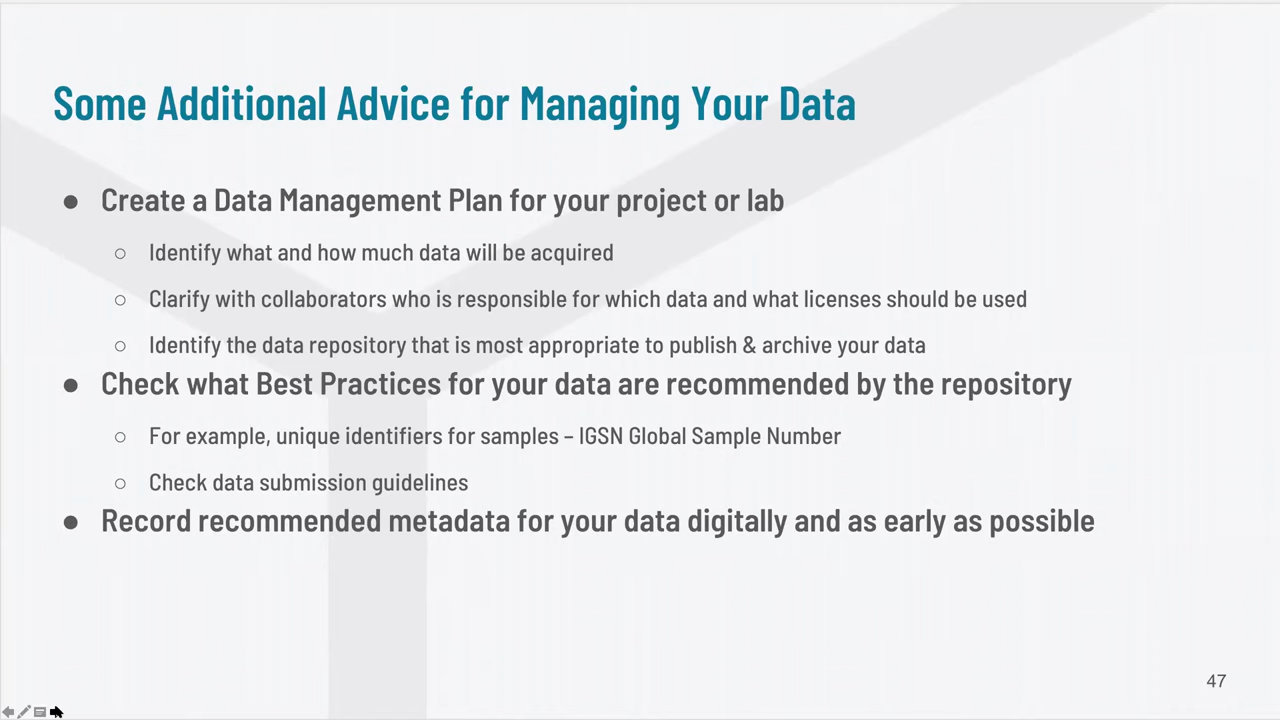 Some Additional Advice for Managing Your Data
● Create a Data Management Plan for your project or lab
○ Identify what and how much data will be acquired
○ Clarify with collaborators who is responsible for which data and what licenses should be used
○ Identify the data repository that is most appropriate to publish & archive your data
● Check what Best Practices for your data are recommended by the repository
○ For example, unique identifiers for samples – IGSN Global Sample Number
○ Check data submission guidelines
● Record recommended metadata for your data digitally and as early as possible
47